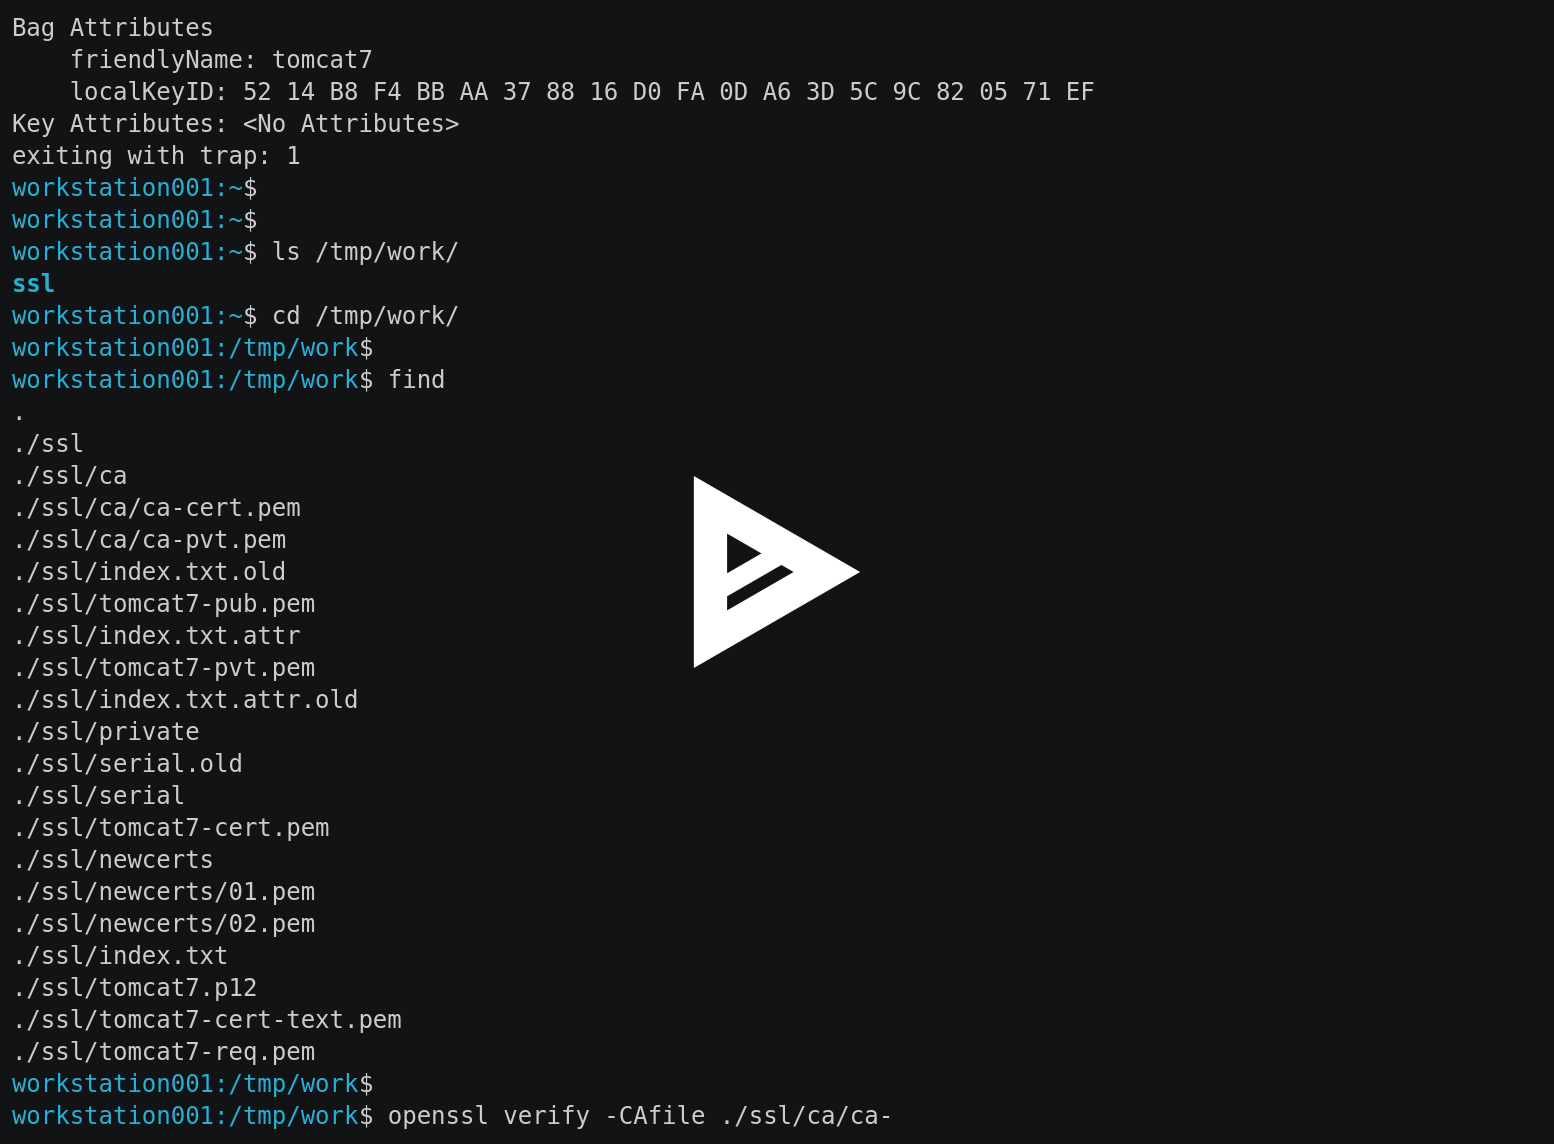 Bag Attributes
    friendlyName: tomcat7
    localKeyID: 52 14 B8 F4 BB AA 37 88 16 D0 FA 0D A6 3D 5C 9C 82 05 71 EF
Key Attributes: <No Attributes>
exiting with trap: 1
workstation001:~$
workstation001:~$
workstation001:~$ ls /tmp/work/
ssl
workstation001:~$ cd /tmp/work/
workstation001:/tmp/work$
workstation001:/tmp/work$ find
.
./ssl
./ssl/ca
./ssl/ca/ca-cert.pem
./ssl/ca/ca-pvt.pem
./ssl/index.txt.old
./ssl/tomcat7-pub.pem
./ssl/index.txt.attr
./ssl/tomcat7-pvt.pem
./ssl/index.txt.attr.old
./ssl/private
./ssl/serial.old
./ssl/serial
./ssl/tomcat7-cert.pem
./ssl/newcerts
./ssl/newcerts/01.pem
./ssl/newcerts/02.pem
./ssl/index.txt
./ssl/tomcat7.p12
./ssl/tomcat7-cert-text.pem
./ssl/tomcat7-req.pem
workstation001:/tmp/work$
workstation001:/tmp/work$ openssl verify -CAfile ./ssl/ca/ca-